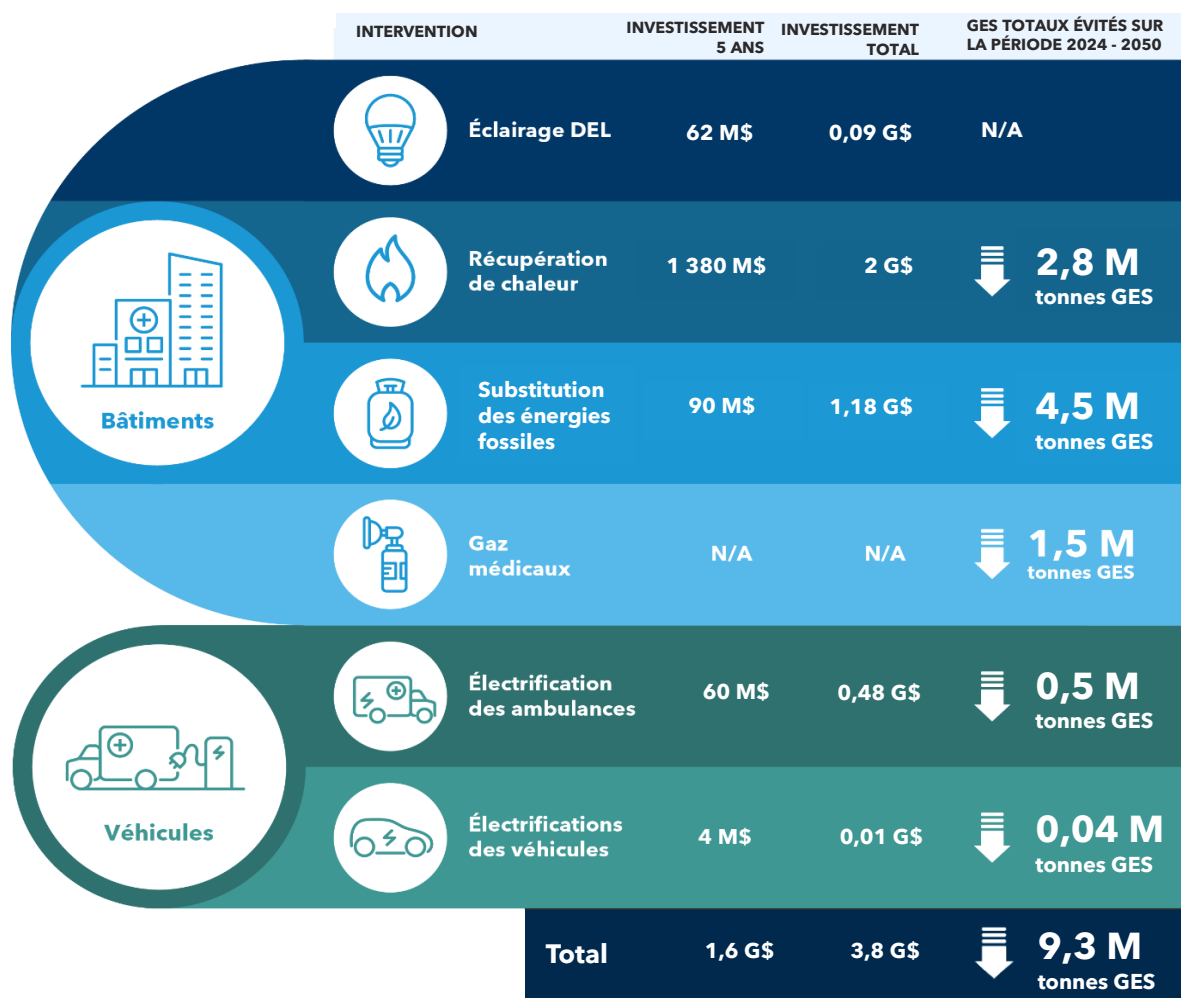 INTERVENTION
INVESTISSEMENT
5 ANS
INVESTISSEMENT
TOTAL
GES TOTAUX ÉVITÉS SUR
LA PÉRIODE 2024 - 2050
Bâtiments
Éclairage DEL
62 M$
0,09 G$
N/A
Récupération
de chaleur
1 380 M$
2 G$
2,8 M
tonnes GES
Substitution
des énergies
fossiles
90 M$
1,18 G$
4,5 M
tonnes GES
Gaz
médicaux
N/A
N/A
1,5 M
tonnes GES
Véhicules
Électrification
des ambulances
60 M$
0,48 G$
0,5 M
tonnes GES
Électrifications
des véhicules
4 M$
0,01 G$
0,04 M
tonnes GES
Total
1,6 G$
3,8 G$
9,3 M
tonnes GES